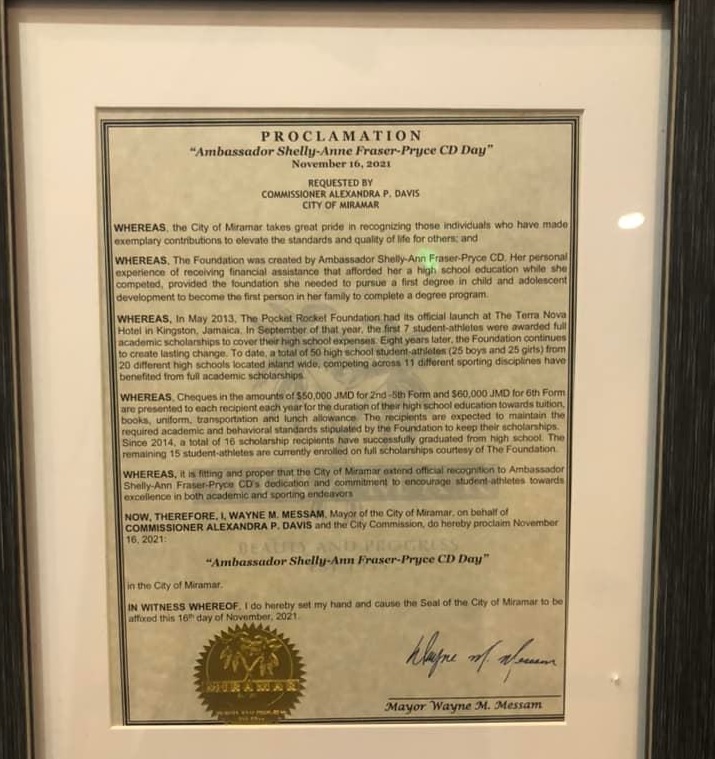 PROCLAMATION
"Ambassador Shelly-Anne Fraser-Pryce CD Day"
November 16, 2021
REQUESTED BY
COMMISSIONER ALEXANDRA P. DAVIS
CITY OF MIRAMAR
WHEREAS, the City of Miramar takes great pride in recognizing those individuals who have made
exemplary contributions to elevate the standards and quality of life for others; and
WHEREAS, The Foundation was created by Ambassador Shelly-Ann Fraser-Pryce CD. Her personal
experience of receiving financial assistance that afforded her a high school education while she
competed, provided the foundation she needed to pursue a first degree in child and adolescent
development to become the first person in her family to complete a degree program.
WHEREAS, In May 2013, The Pocket Rocket Foundation had its official launch at The Terra Nova
Hotel in Kingston, Jamaica. In September of that year, the first 7 student-athletes were awarded full
academic scholarships to cover their high school expenses. Eight years later, the Foundation continues
to create lasting change. To date, a total of 50 high school student-athletes (25 boys and 25 girls) from
20 different high schools located island wide, competing across 11 different sporting disciplines have
benefited from full academic scholarships.
WHEREAS, Cheques in the amounts of $50,000 JMD for 2nd -5th Form and $60,000 JMD for 6th Form
are presented to each recipient each year for the duration of their high school education towards tuition,
books, uniform, transportation and lunch allowance. The recipients are expected to maintain the
required academic and behavioral standards stipulated by the Foundation to keep their scholarships.
Since 2014, a total of 16 scholarship recipients have successfully graduated from high school. The
remaining 15 student-athletes are currently enrolled on full scholarships courtesy of The Foundation.
WHEREAS, it is fitting and proper that the City of Miramar extend official recognition to Ambassador
Shelly-Ann Fraser-Pryce CD's dedication and commitment to encourage student-athletes towards
excellence in both academic and sporting endeavors
NOW, THEREFORE, I, WAYNE M. MESSAM, Mayor of the City of Miramar, on behalf of
COMMISSIONER ALEXANDRA P. DAVIS and the City Commission, do hereby proclaim November
16, 2021:
BEAUTY AND PROGRESS
"Ambassador Shelly-Ann Fraser-Pryce CD Day"
in the City of Miramar.
IN WITNESS WHEREOF, I do hereby set my hand and cause the Seal of the City of Miramar to be
affixed this 16th day of November, 2021.
MIRAMAR
Wayne M. Messam
Mayor Wayne M. Messam